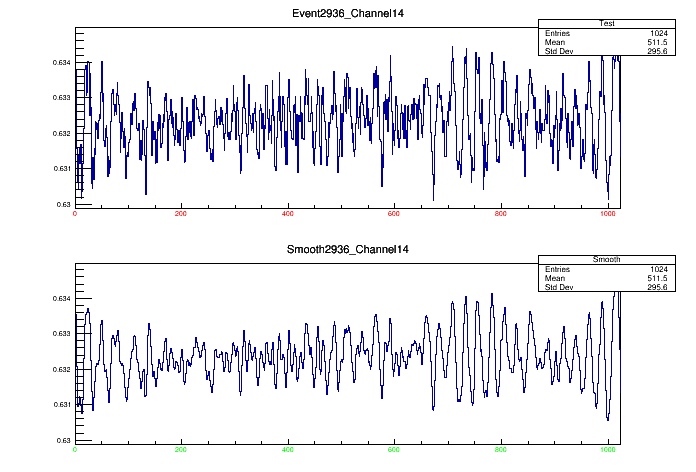 Event2936_Channel14
Test
Entries 1024
Mean 511.5
Std Dev 295.6
0.634
0.633
0.632
0.631
0.63
0 200 400 600 800 1000
Smooth2936_Channel14
Smooth
Entries 1024
Mean 511.5
Std Dev 295.6
0.634
0.633
0.632
0.631
0.63
0 200 400 600 800 1000